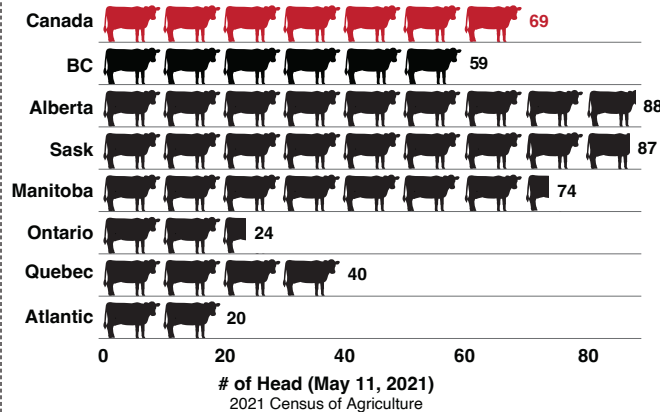 Canada 69
BC 59
Alberta 88
Sask 87
Manitoba 74
Ontario 24
Quebec 40
Atlantic 20
0 20 40 60 80
# of Head (May 11, 2021)
2021 Census of Agriculture